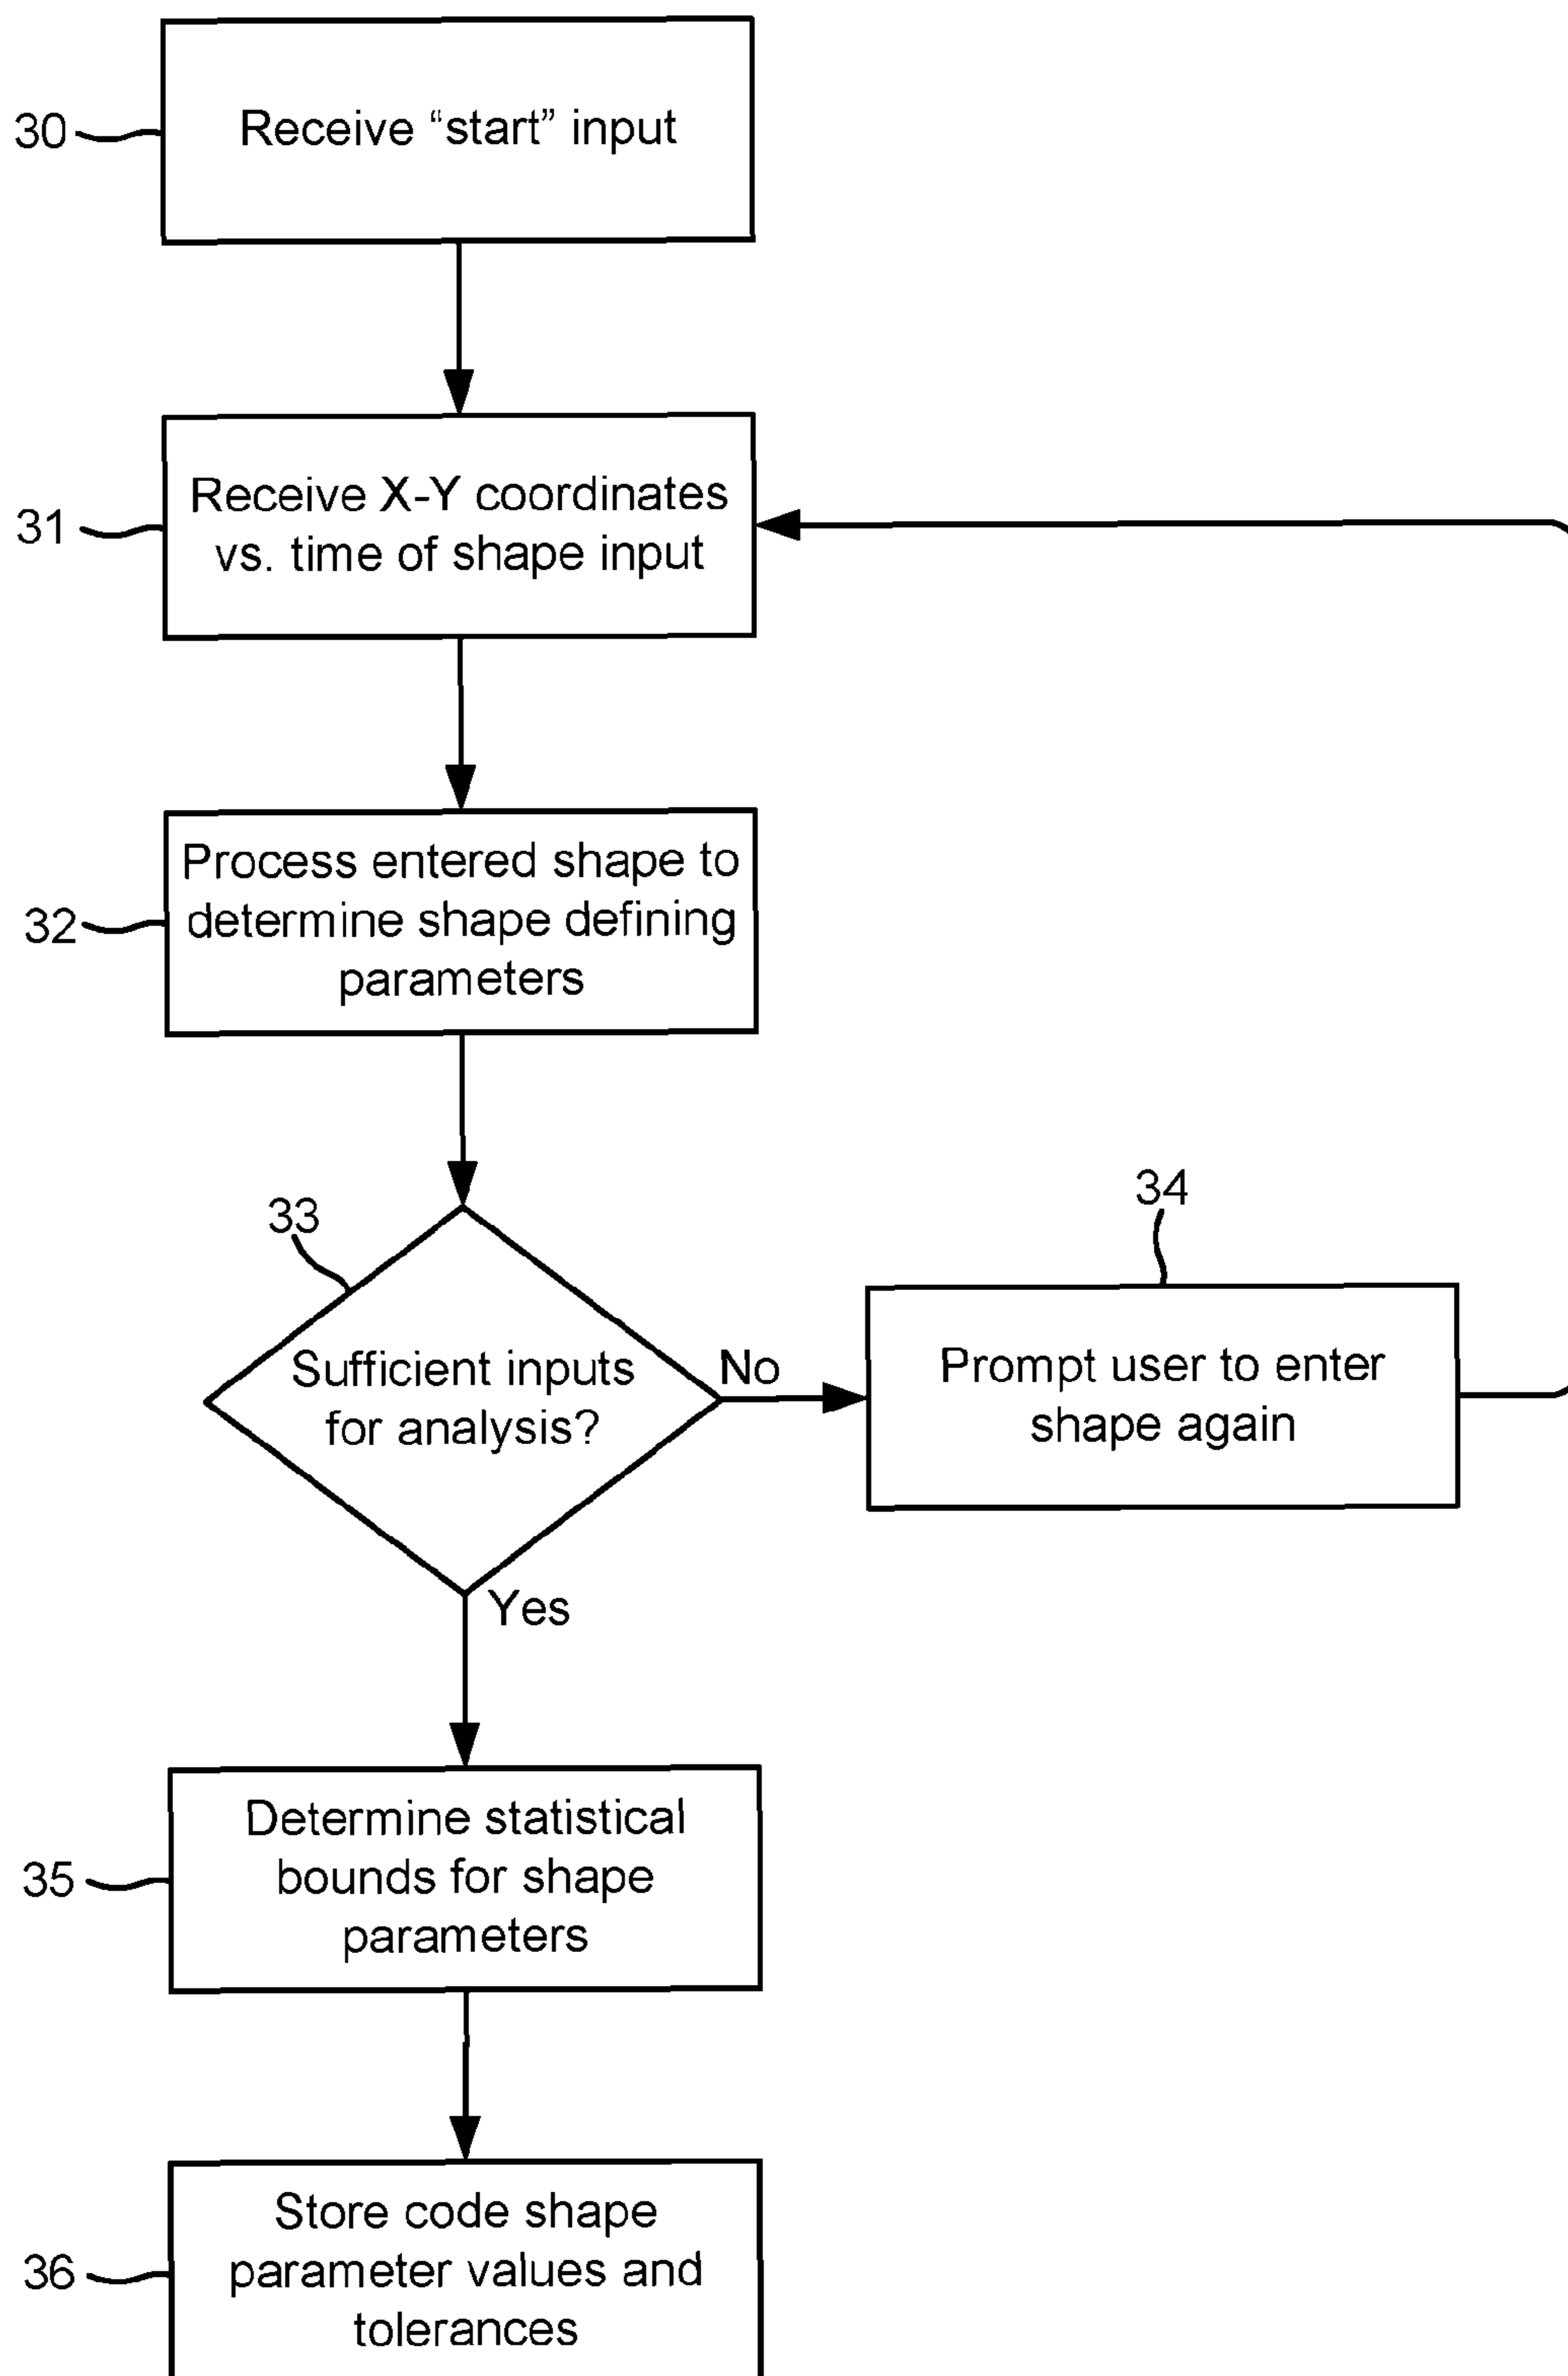 30
Receive “start” input
31
Receive X-Y coordinates
vs. time of shape input
32
Process entered shape to
determine shape defining
parameters
33
Sufficient inputs
for analysis?
No
34
Prompt user to enter
shape again
Yes
35
Determine statistical
bounds for shape
parameters
36
Store code shape
parameter values and
tolerances